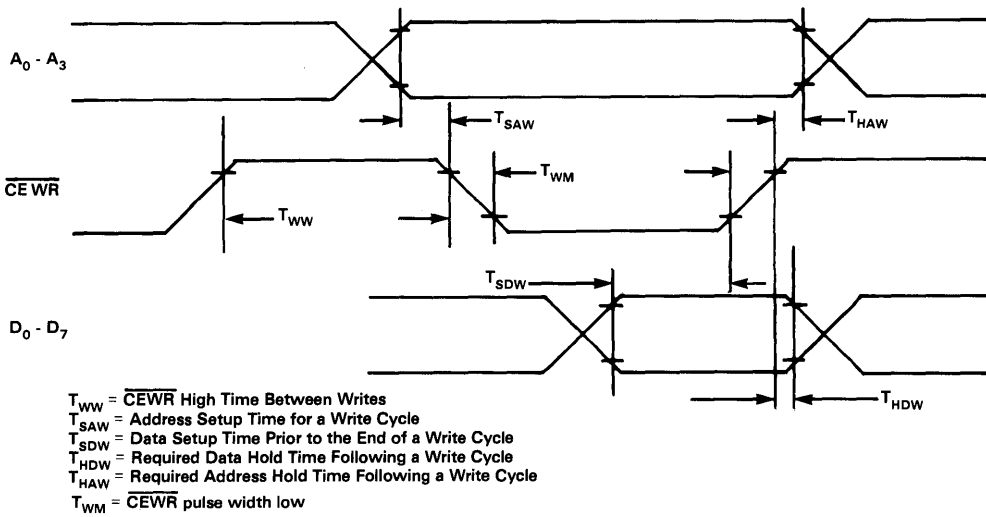 A0 - A3
TSAW
THAW
CE WR
TWM
TWW
TSDW
D0 - D7
THDW
TWW = CEWR High Time Between Writes
TSAW = Address Setup Time for a Write Cycle
TSDW = Data Setup Time Prior to the End of a Write Cycle
THDW = Required Data Hold Time Following a Write Cycle
THAW = Required Address Hold Time Following a Write Cycle
TWM = CEWR pulse width low